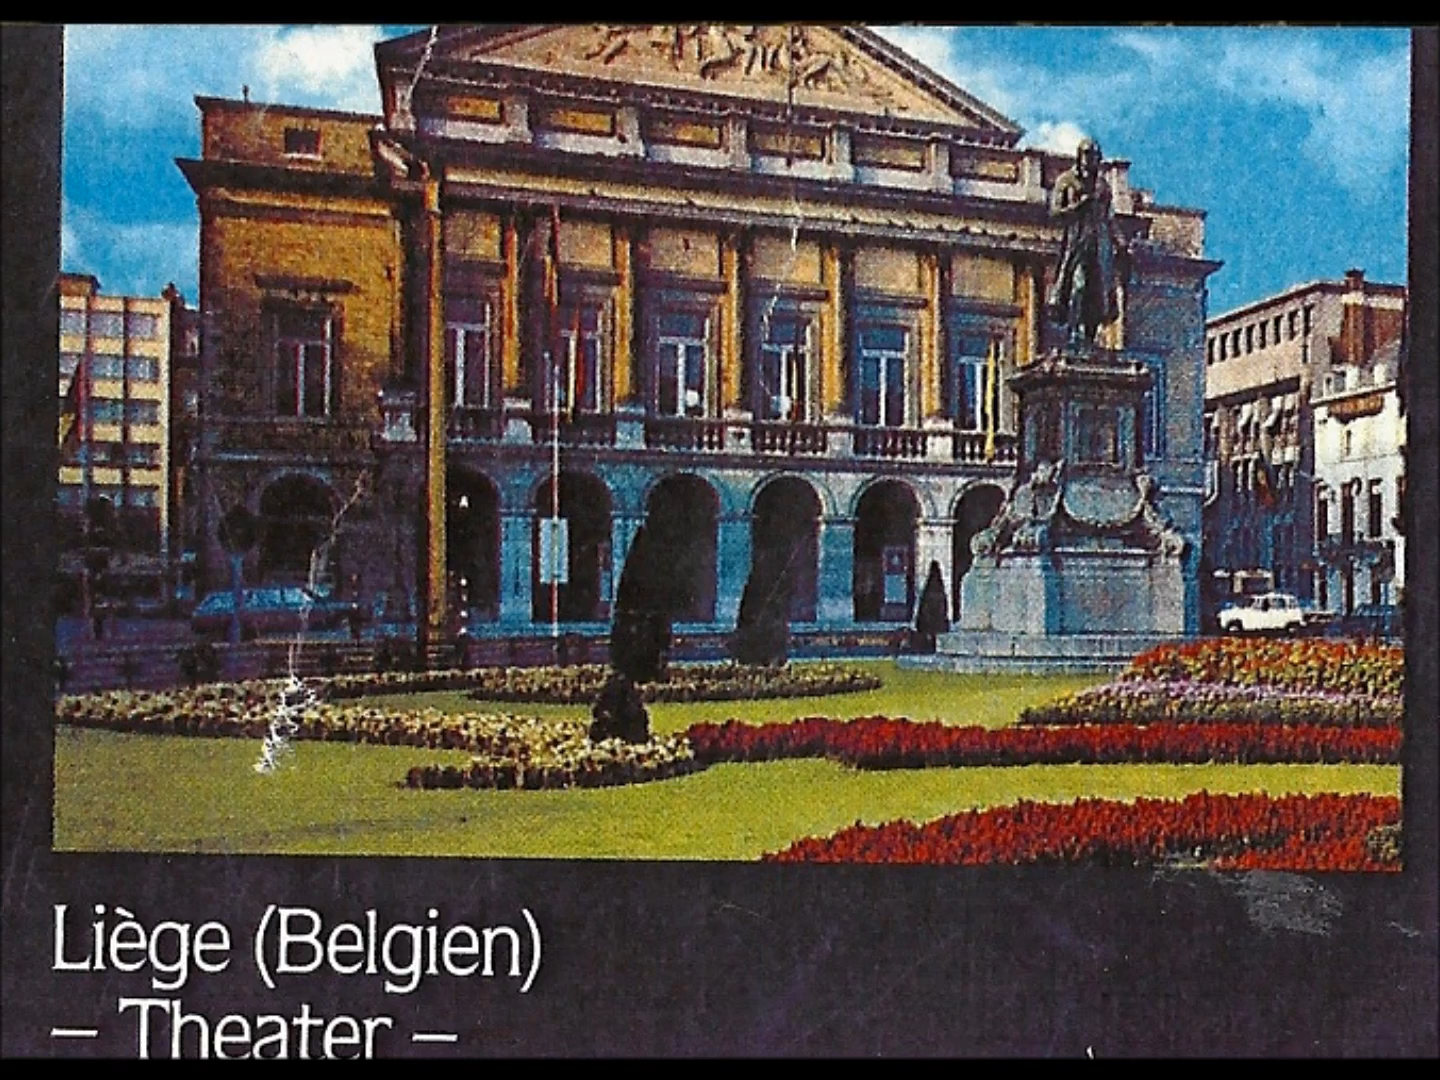 Liège (Belgien)
– Theater –